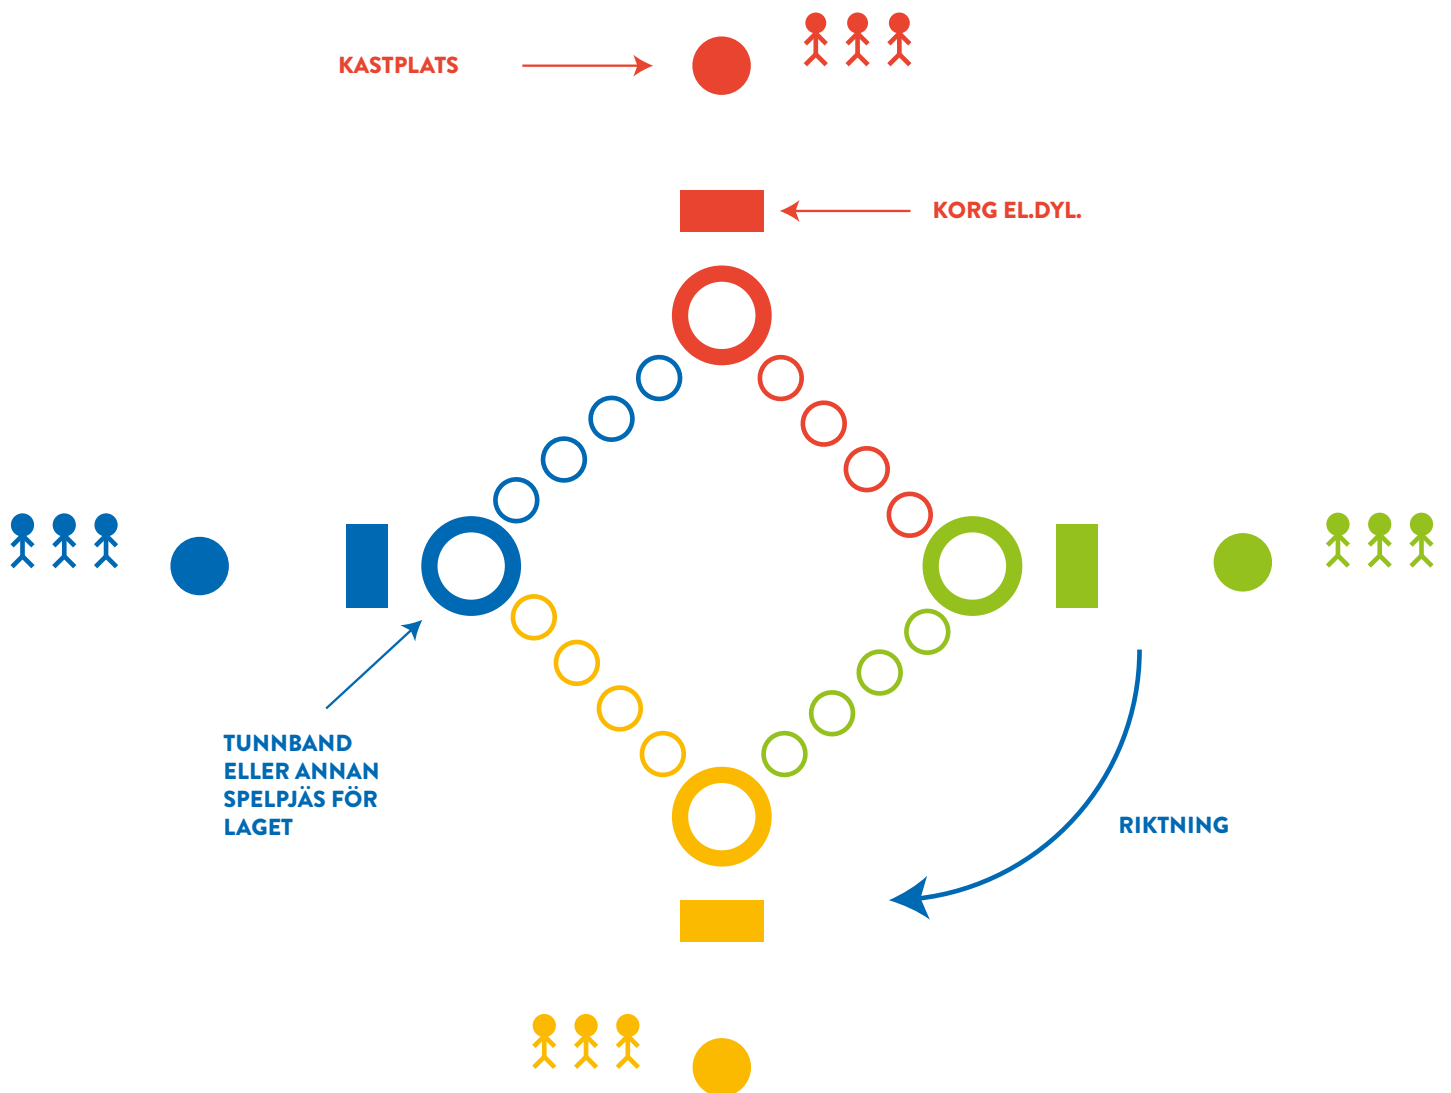 KASTPLATS
KORG EL.DYL.
TUNNBAND
ELLER ANNAN
SPELPJÄS FÖR
LAGET
RIKTNING